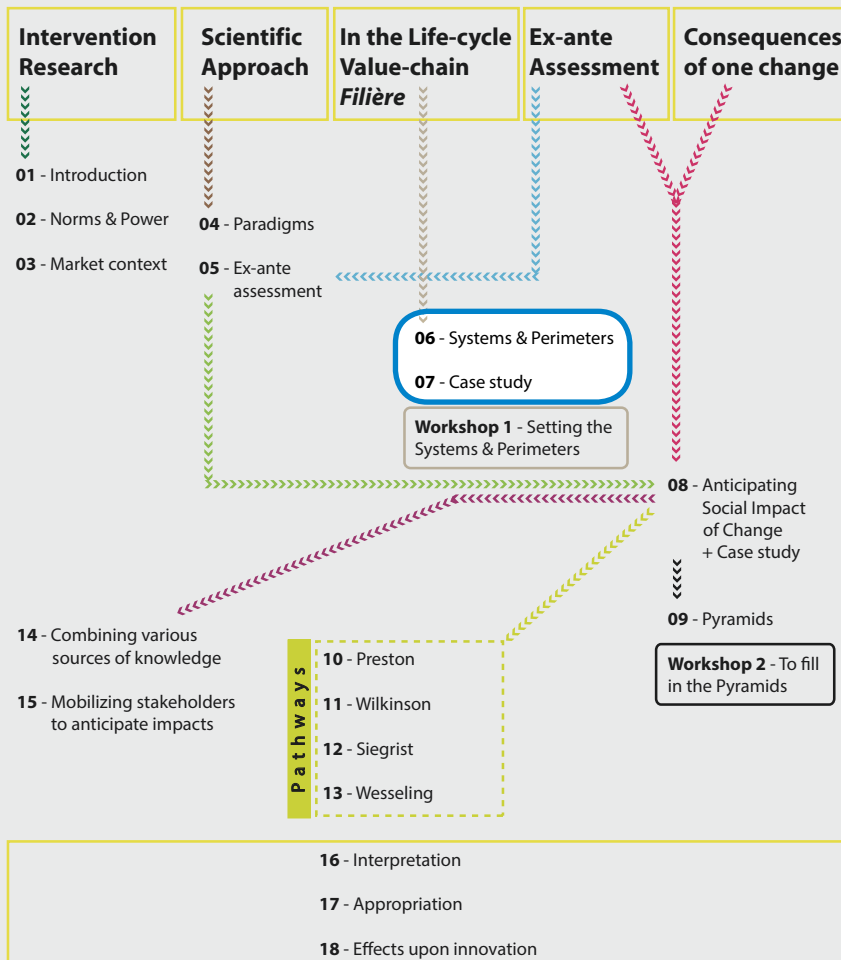 Intervention
Research
Scientific
Approach
In the Life-cycle
Value-chain
Filière
Ex-ante
Assessment
Consequences
of one change
01 - Introduction
02 - Norms & Power
03 - Market context
04 - Paradigms
05 - Ex-ante
assessment
06 - Systems & Perimeters
07 - Case study
Workshop 1 - Setting the
Systems & Perimeters
08 - Anticipating
Social Impact
of Change
+ Case study
09 - Pyramids
Workshop 2 - To fill
in the Pyramids
14 - Combining various
sources of knowledge
15 - Mobilizing stakeholders
to anticipate impacts
Pathways
10 - Preston
11 - Wilkinson
12 - Siegrist
13 - Wesseling
16 - Interpretation
17 - Appropriation
18 - Effects upon innovation